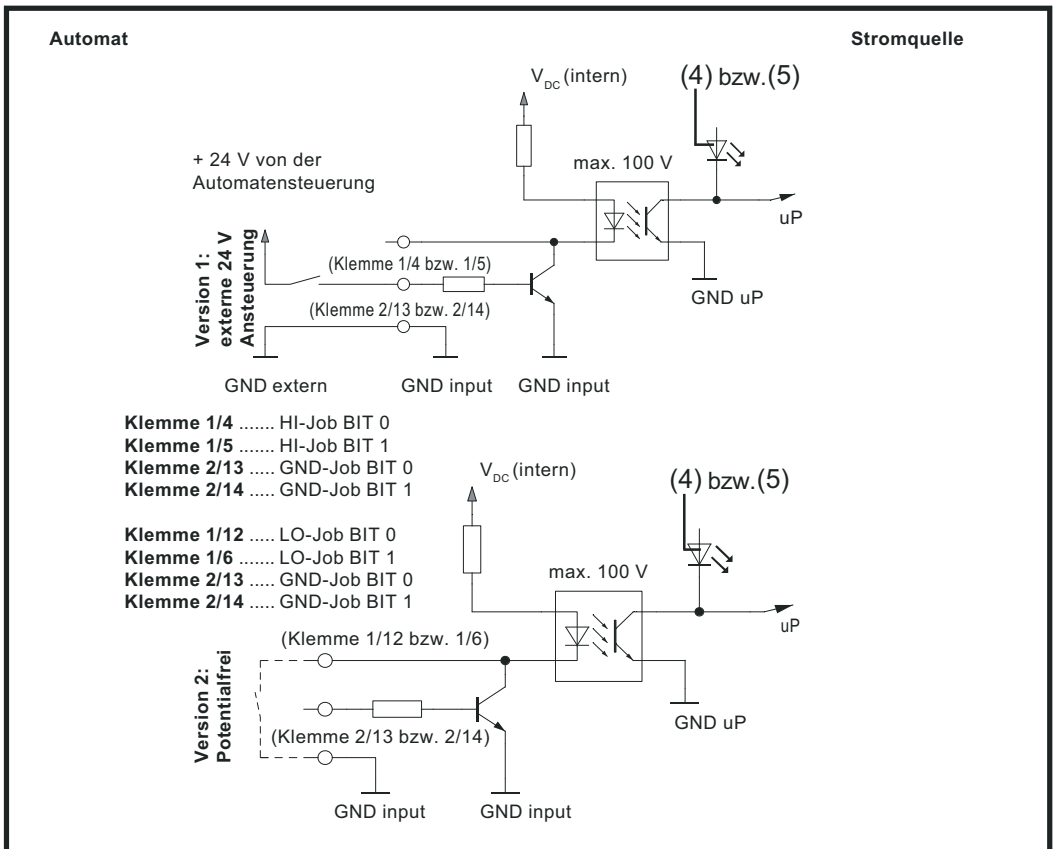 Automat
Stromquelle
V_DC (intern)
(4) bzw.(5)
+ 24 V von der
Automatensteuerung
max. 100 V
uP
Version 1:
externe 24 V
Ansteuerung
(Klemme 1/4 bzw. 1/5)
GND uP
(Klemme 2/13 bzw. 2/14)
GND extern
GND input
GND input
Klemme 1/4 ....... HI-Job BIT 0
Klemme 1/5 ....... HI-Job BIT 1
Klemme 2/13 ..... GND-Job BIT 0
Klemme 2/14 ..... GND-Job BIT 1
Klemme 1/12 ..... LO-Job BIT 0
Klemme 1/6 ....... LO-Job BIT 1
Klemme 2/13 ..... GND-Job BIT 0
Klemme 2/14 ..... GND-Job BIT 1
V_DC (intern)
(4) bzw.(5)
max. 100 V
uP
(Klemme 1/12 bzw. 1/6)
Version 2:
Potentialfrei
GND uP
(Klemme 2/13 bzw. 2/14)
GND input
GND input